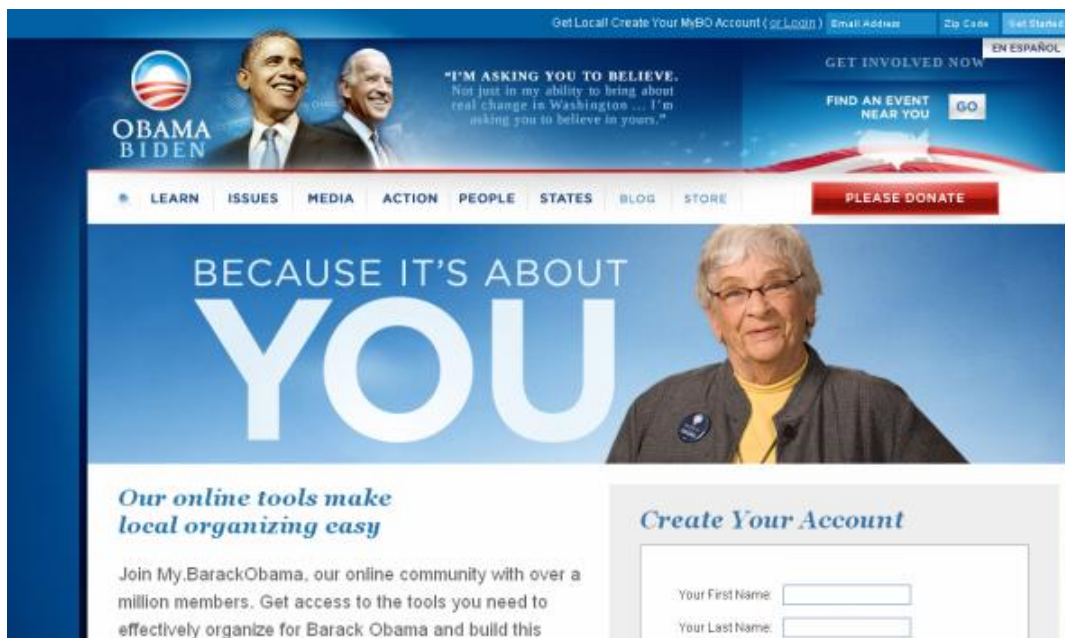 Get Local! Create Your MyBO Account ( or Login ) Email Address Zip Code Get Started
EN ESPAÑOL
OBAMA
BIDEN
“I'M ASKING YOU TO BELIEVE.
Not just in my ability to bring about
real change in Washington ... I'm
asking you to believe in yours.”
GET INVOLVED NOW
FIND AN EVENT
NEAR YOU
GO
LEARN ISSUES MEDIA ACTION PEOPLE STATES BLOG STORE
PLEASE DONATE
BECAUSE IT'S ABOUT
YOU
Our online tools make
local organizing easy
Join My.BarackObama, our online community with over a
million members. Get access to the tools you need to
effectively organize for Barack Obama and build this
Create Your Account
Your First Name:
Your Last Name: